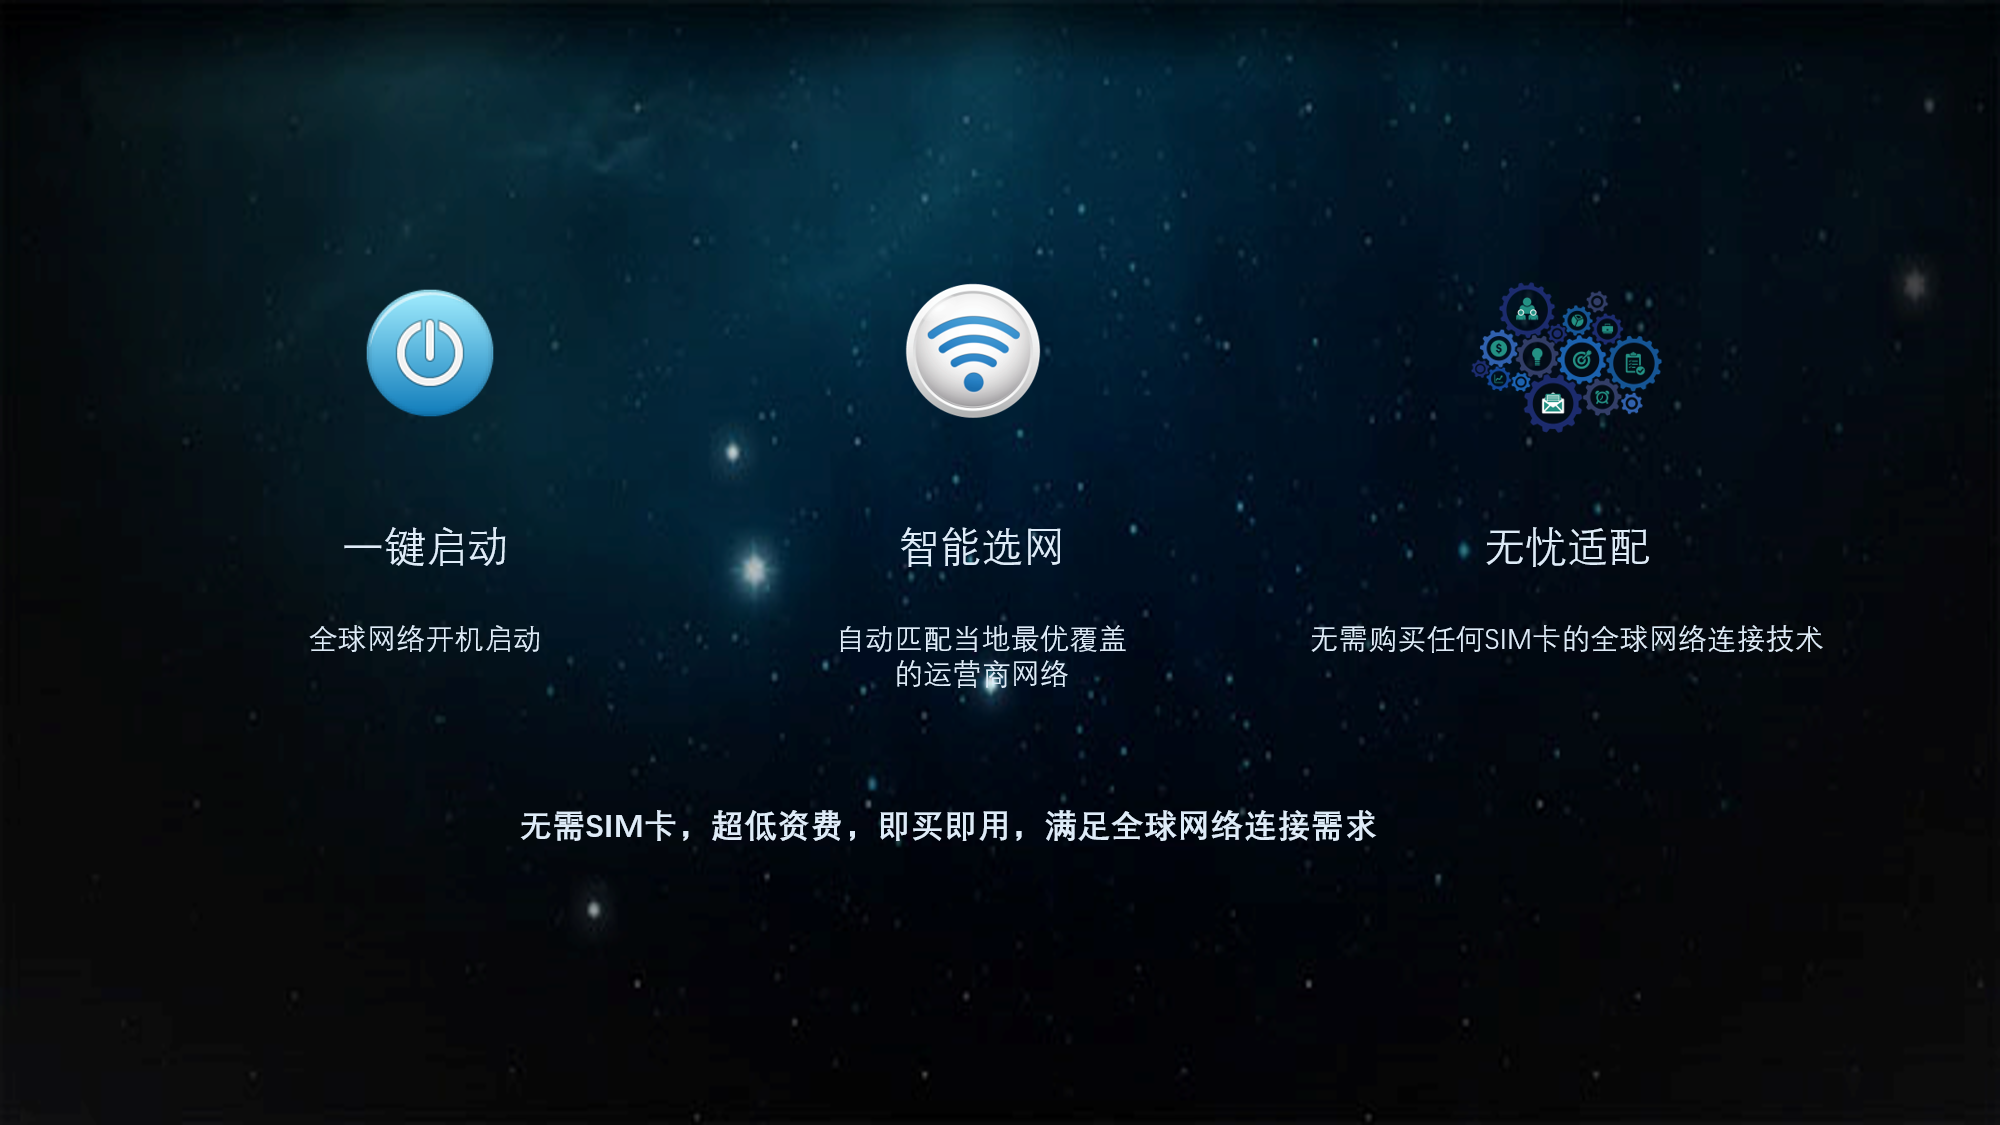 一键启动
智能选网
无忧适配
全球网络开机启动
自动匹配当地最优覆盖
的运营商网络
无需购买任何SIM卡的全球网络连接技术
无需SIM卡，超低资费，即买即用，满足全球网络连接需求